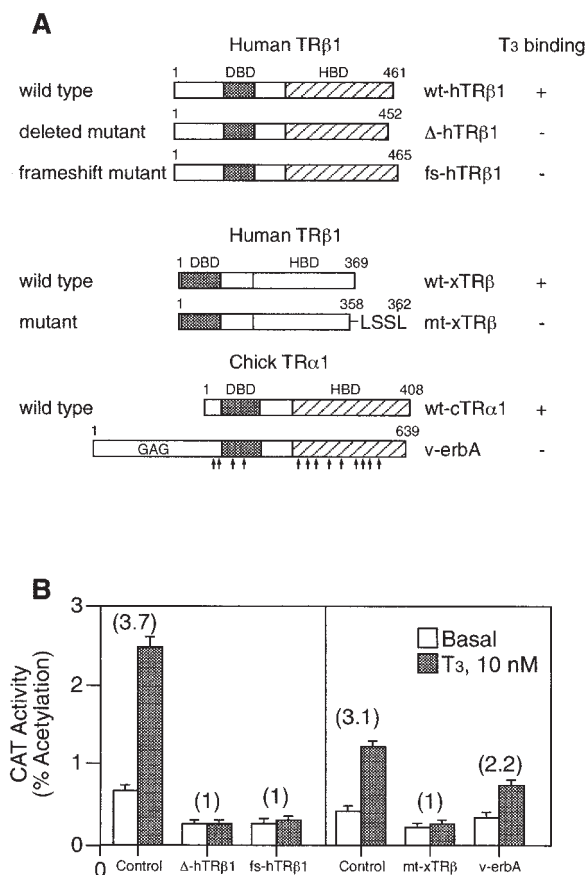 A
Human TRβ1 T3 binding
1 DBD HBD 461
wild type wt-hTRβ1 +
1 452
deleted mutant Δ-hTRβ1 -
1 465
frameshift mutant fs-hTRβ1 -
Human TRβ1
1 DBD HBD 369
wild type wt-xTRβ +
1 358 362
mutant LSSL mt-xTRβ -
Chick TRα1
1 DBD HBD 408
wild type wt-cTRα1 +
1 639
GAG v-erbA -
B
3
(3.7)
Basal
T3, 10 nM
2
CAT Activity
(% Acetylation)
(3.1)
(2.2)
1
(1) (1) (1)
0
0 Control Δ-hTRβ1 fs-hTRβ1 Control mt-xTRβ v-erbA